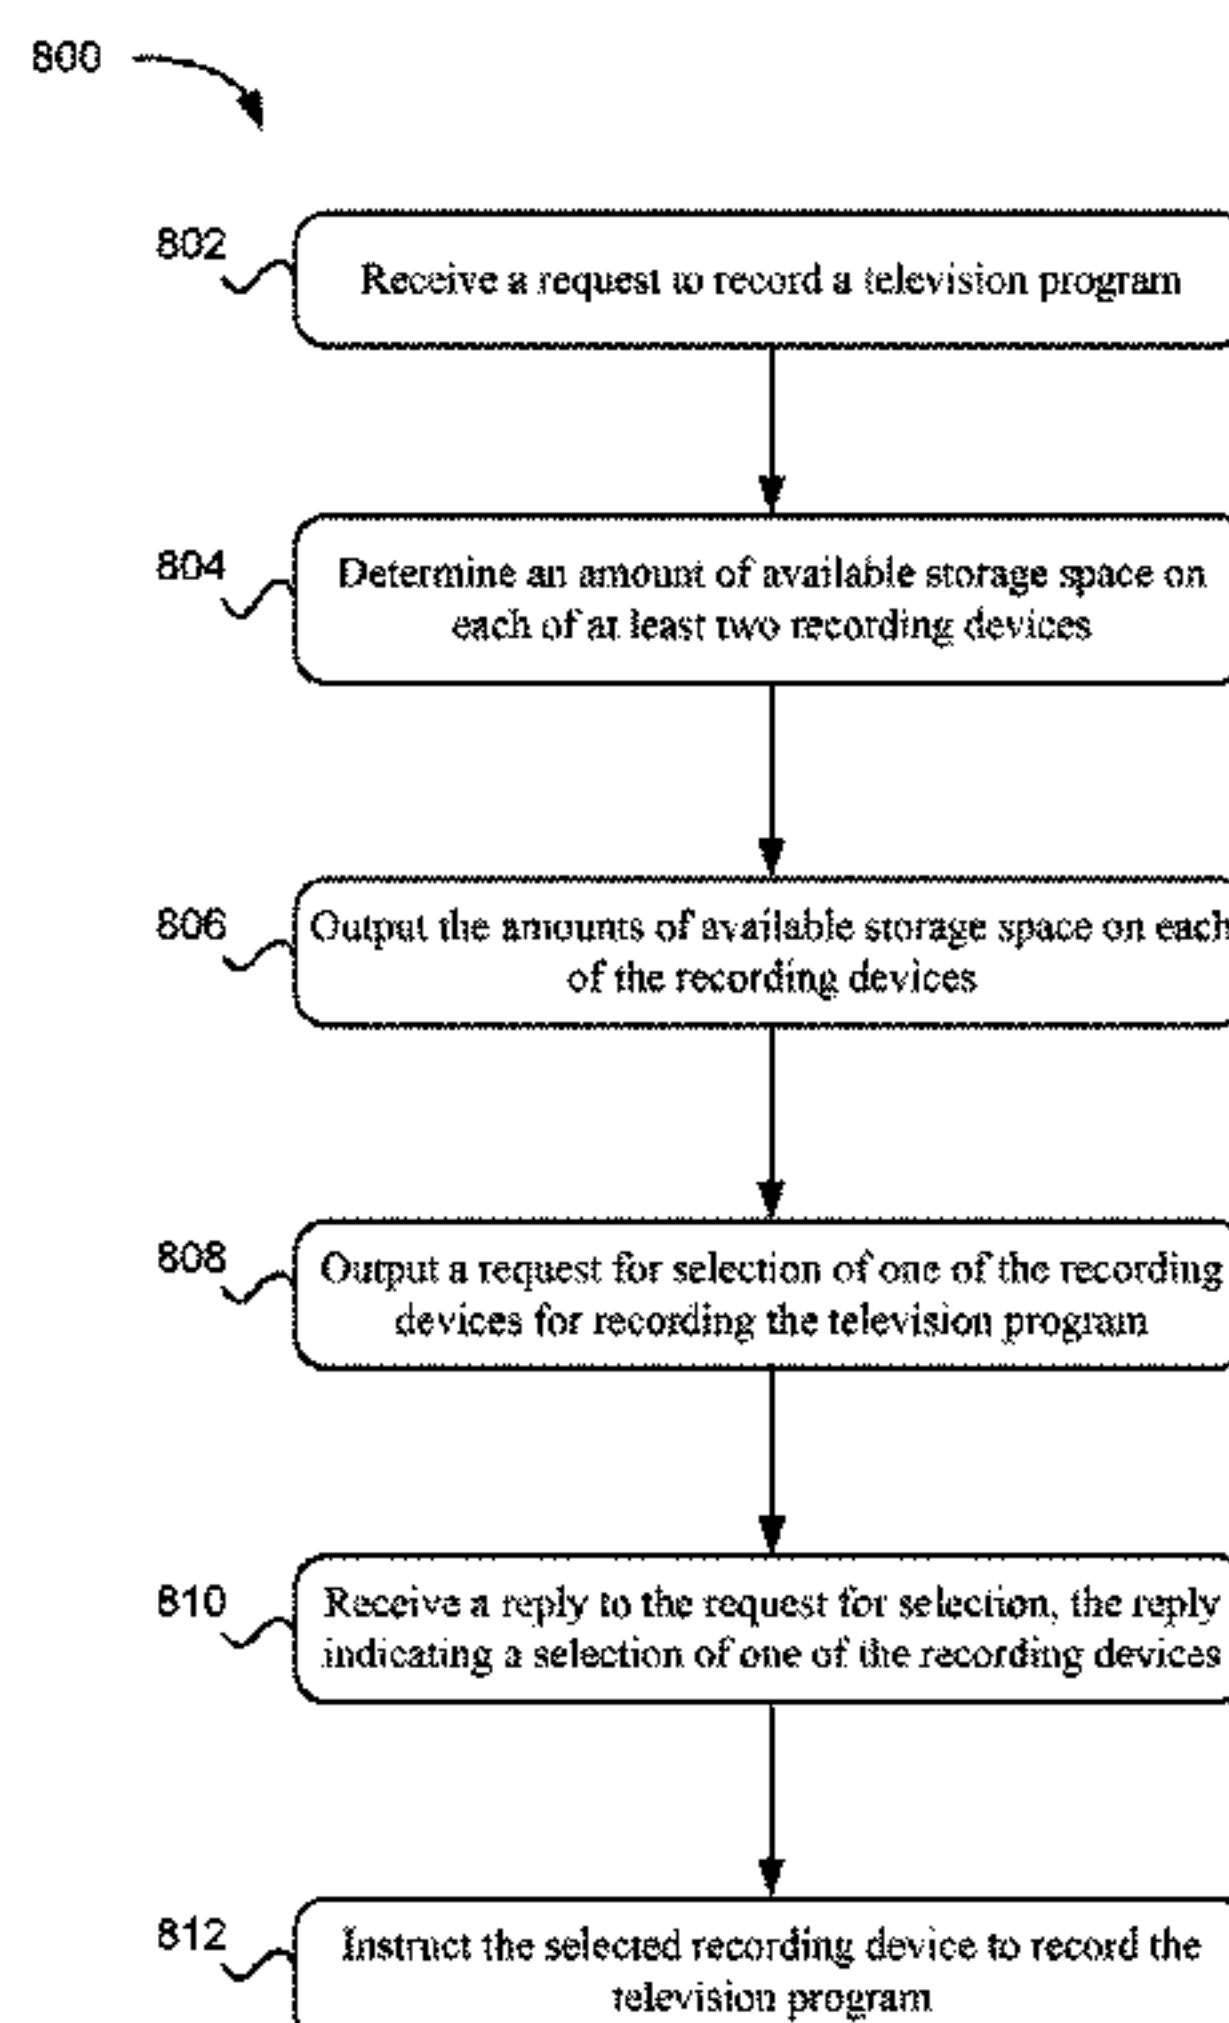 800
802
Receive a request to record a television program
804
Determine an amount of available storage space on
each of at least two recording devices
806
Output the amounts of available storage space on each
of the recording devices
808
Output a request for selection of one of the recording
devices for recording the television program
810
Receive a reply to the request for selection, the reply
indicating a selection of one of the recording devices
812
Instruct the selected recording device to record the
television program